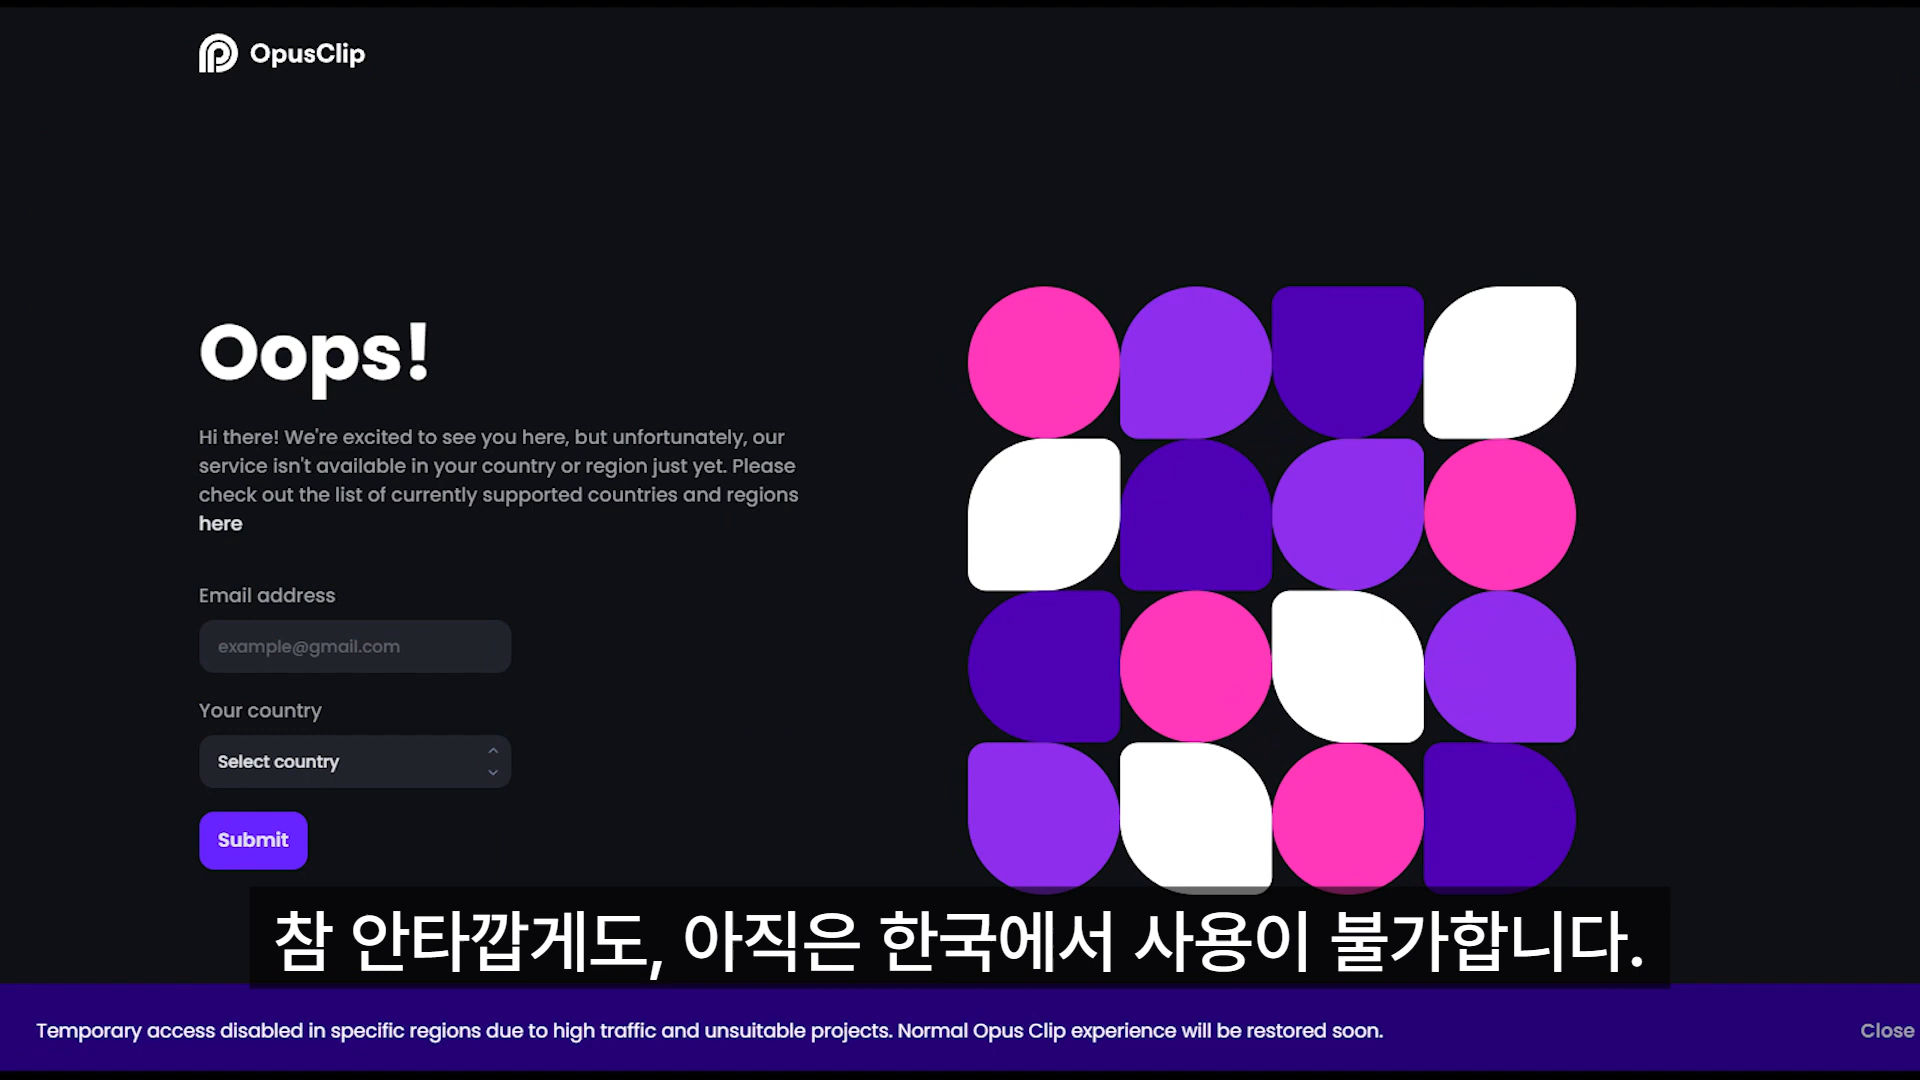 OpusClip
Oops!
Hi there! We're excited to see you here, but unfortunately, our
service isn't available in your country or region just yet. Please
check out the list of currently supported countries and regions
here
Email address
example@gmail.com
Your country
Select country
Submit
참 안타깝게도, 아직은 한국에서 사용이 불가합니다.
Temporary access disabled in specific regions due to high traffic and unsuitable projects. Normal Opus Clip experience will be restored soon.
Close